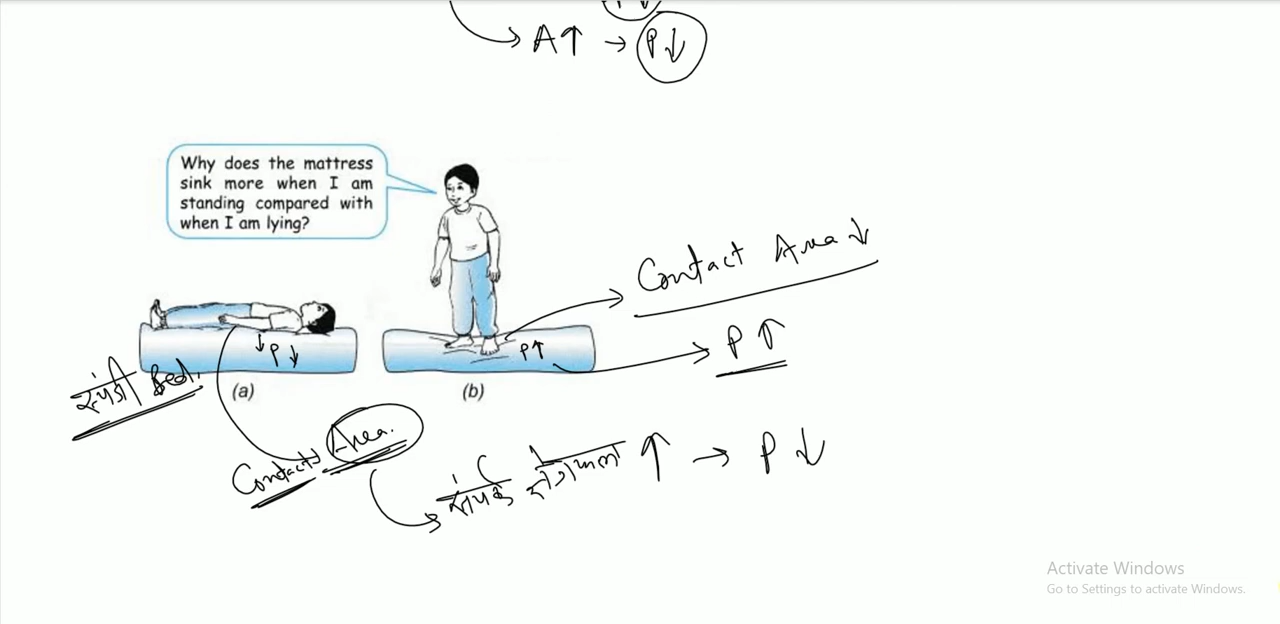 P↓
A↑ → P↓
Why does the mattress
sink more when I am
standing compared with
when I am lying?
Contact Area ↓
↓ P ↓
P↑
P ↑
Bed.
(a)
(b)
Contact Area.
संपर्क क्षेत्रफल ↑ → P ↓
Activate Windows
Go to Settings to activate Windows.